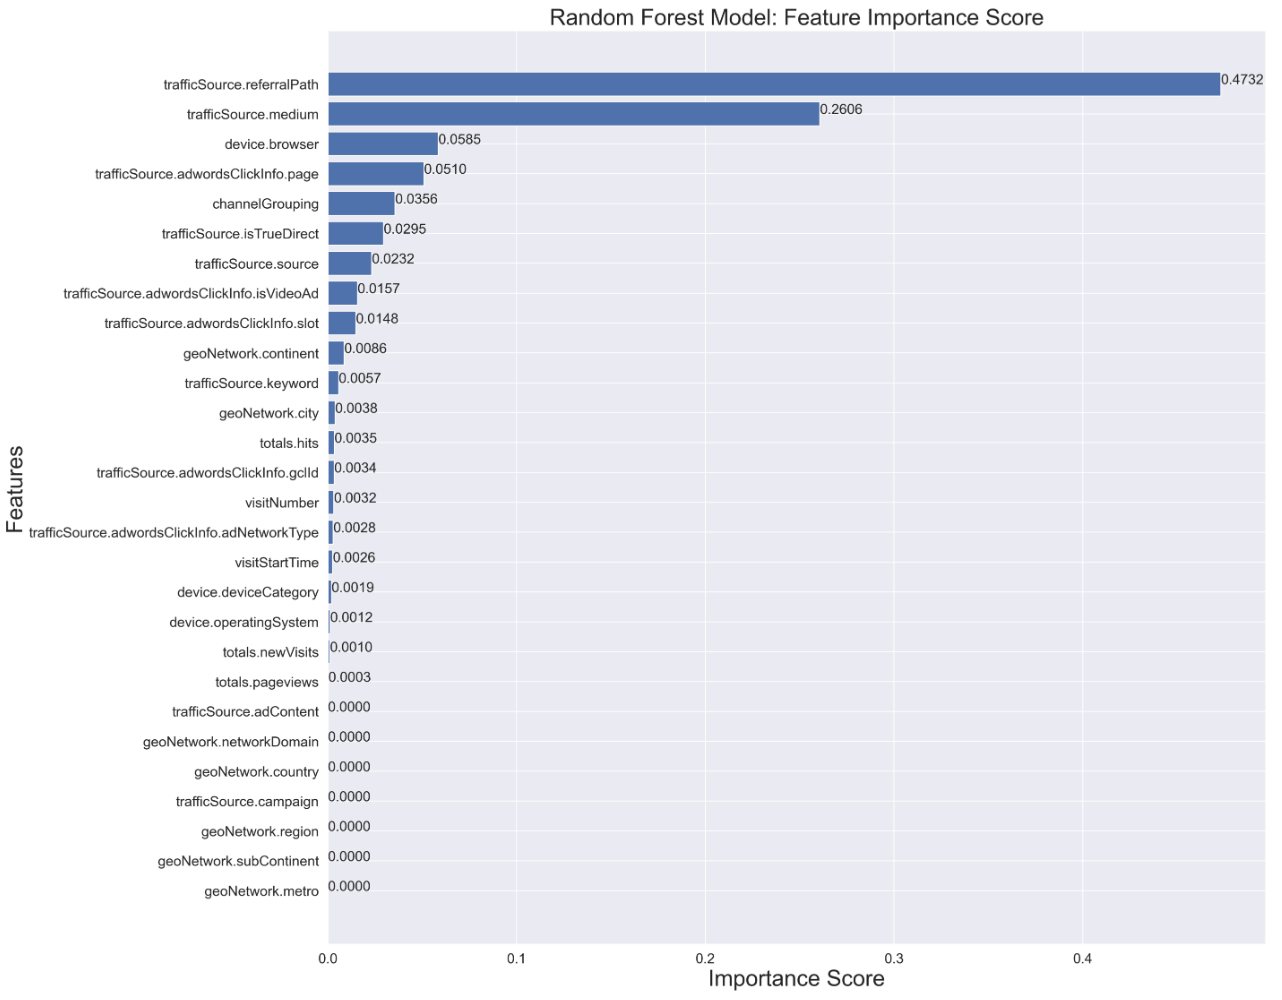 Random Forest Model: Feature Importance Score
trafficSource.referralPath 0.4732
trafficSource.medium 0.2606
device.browser 0.0585
trafficSource.adwordsClickInfo.page 0.0510
channelGrouping 0.0356
trafficSource.isTrueDirect 0.0295
trafficSource.source 0.0232
trafficSource.adwordsClickInfo.isVideoAd 0.0157
trafficSource.adwordsClickInfo.slot 0.0148
geoNetwork.continent 0.0086
trafficSource.keyword 0.0057
geoNetwork.city 0.0038
totals.hits 0.0035
trafficSource.adwordsClickInfo.gclId 0.0034
visitNumber 0.0032
trafficSource.adwordsClickInfo.adNetworkType 0.0028
visitStartTime 0.0026
device.deviceCategory 0.0019
device.operatingSystem 0.0012
totals.newVisits 0.0010
totals.pageviews 0.0003
trafficSource.adContent 0.0000
geoNetwork.networkDomain 0.0000
geoNetwork.country 0.0000
trafficSource.campaign 0.0000
geoNetwork.region 0.0000
geoNetwork.subContinent 0.0000
geoNetwork.metro 0.0000
Features
0.0 0.1 0.2 0.3 0.4
Importance Score